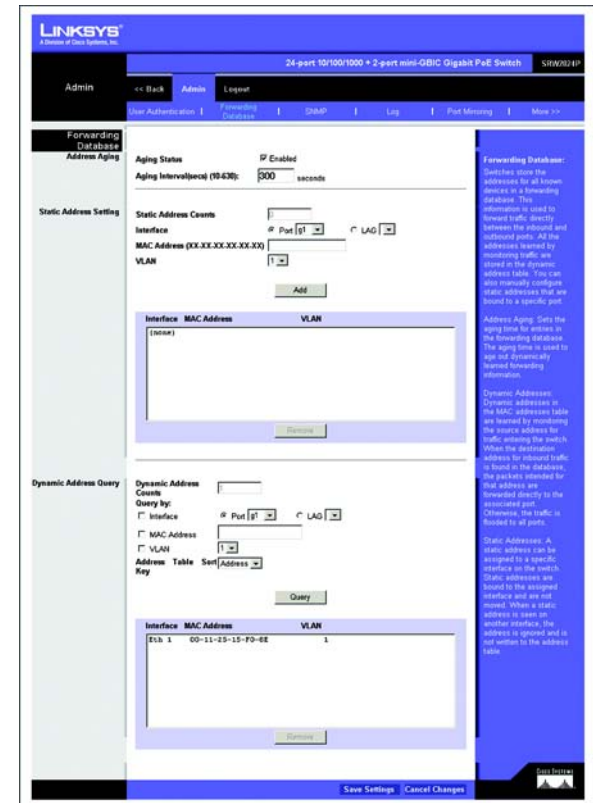 LINKSYS®
A Division of Cisco Systems, Inc.
24-port 10/100/1000 + 2-port mini-GBIC Gigabit PoE Switch SRW2024P
Admin
<< Back Admin Logout
User Authentication | Forwarding Database | SNMP | Log | Port Mirroring | More >>
Forwarding Database
Address Aging
Aging Status Enabled
Aging Interval(secs) (10-630): 300 seconds
Static Address Setting
Static Address Counts 0
Interface Port g1 LAG
MAC Address (XX-XX-XX-XX-XX-XX)
VLAN 1
Add
Interface MAC Address VLAN
(none)
Remove
Dynamic Address Query
Dynamic Address Counts
Query by:
Interface Port g1 LAG
MAC Address
VLAN 1
Address Table Sort Key Address
Query
Interface MAC Address VLAN
Eth 1 00-11-25-15-F0-8E 1
Remove
Forwarding Database:
Switches store the
addresses for all known
devices in a forwarding
database. This
information is used to
forward traffic directly
between the inbound and
outbound ports. All the
addresses learned by
monitoring traffic are
stored in the dynamic
address table. You can
also manually configure
static addresses that are
bound to a specific port.
Address Aging: Sets the
aging time for entries in
the forwarding database.
The aging time is used to
age out dynamically
learned forwarding
information.
Dynamic Addresses:
Dynamic addresses in
the MAC addresses table
are learned by monitoring
the source address for
traffic entering the switch.
When the destination
address for inbound traffic
is found in the database,
the packets intended for
that address are
forwarded directly to the
associated port.
Otherwise, the traffic is
flooded to all ports.
Static Addresses: A
static address can be
assigned to a specific
interface on the switch.
Static addresses are
bound to the assigned
interface and are not
moved. When a static
address is seen on
another interface, the
address is ignored and is
not written to the address
table.
Save Settings Cancel Changes
Cisco Systems